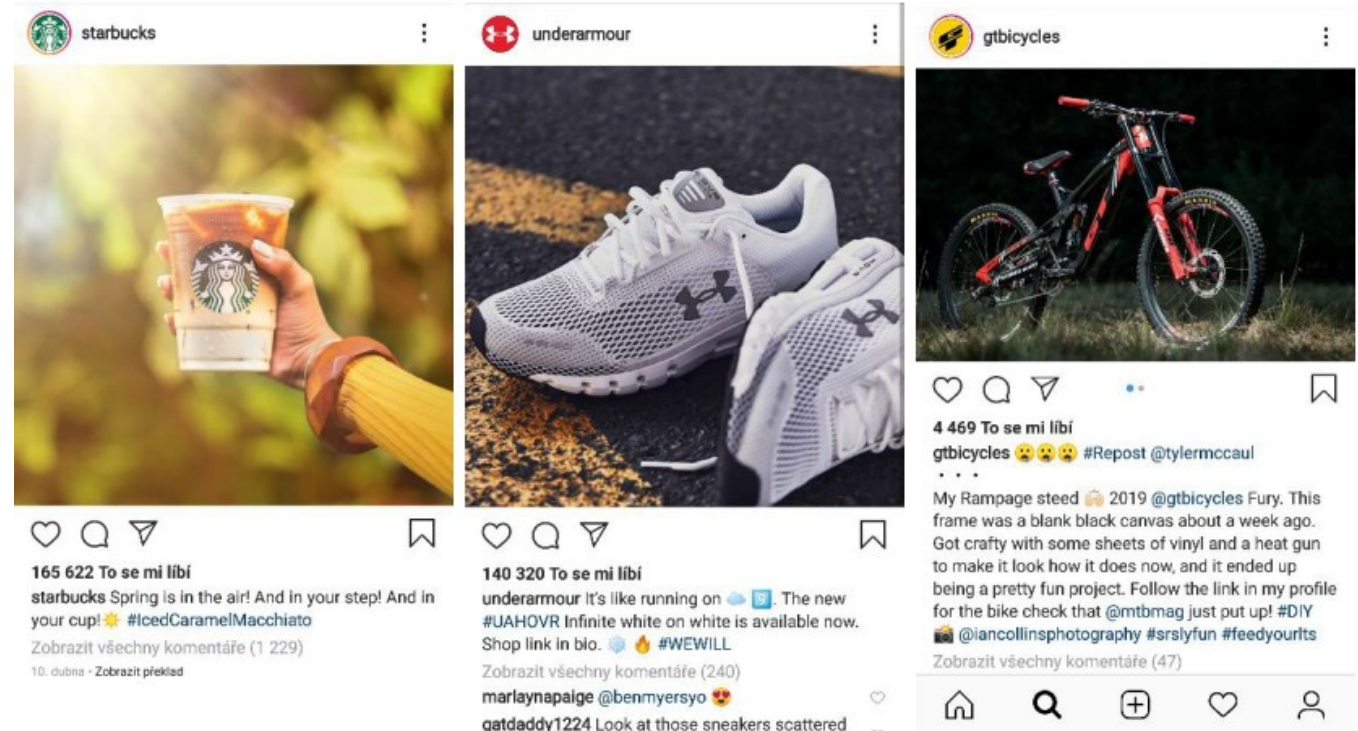 starbucks
165 622 To se mi líbí
starbucks Spring is in the air! And in your step! And in
your cup!☀️ #IcedCaramelMacchiato
Zobrazit všechny komentáře (1 229)
10. dubna • Zobrazit překlad
underarmour
140 320 To se mi líbí
underarmour It's like running on ☁️ 9️⃣. The new
#UAHOVR Infinite white on white is available now.
Shop link in bio. ❄️ 🔥 #WEWILL
Zobrazit všechny komentáře (240)
marlaynapaige @benmyersyo 😍
gatdaddy1224 Look at those sneakers scattered
gtbicycles
GT
MAXXIS
MAXXIS
4 469 To se mi líbí
gtbicycles 😮😮😮 #Repost @tylermccaul
• • •
My Rampage steed 🙌🏻 2019 @gtbicycles Fury. This
frame was a blank black canvas about a week ago.
Got crafty with some sheets of vinyl and a heat gun
to make it look how it does now, and it ended up
being a pretty fun project. Follow the link in my profile
for the bike check that @mtbmag just put up! #DIY
📸 @iancollinsphotography #srslyfun #feedyourlts
Zobrazit všechny komentáře (47)